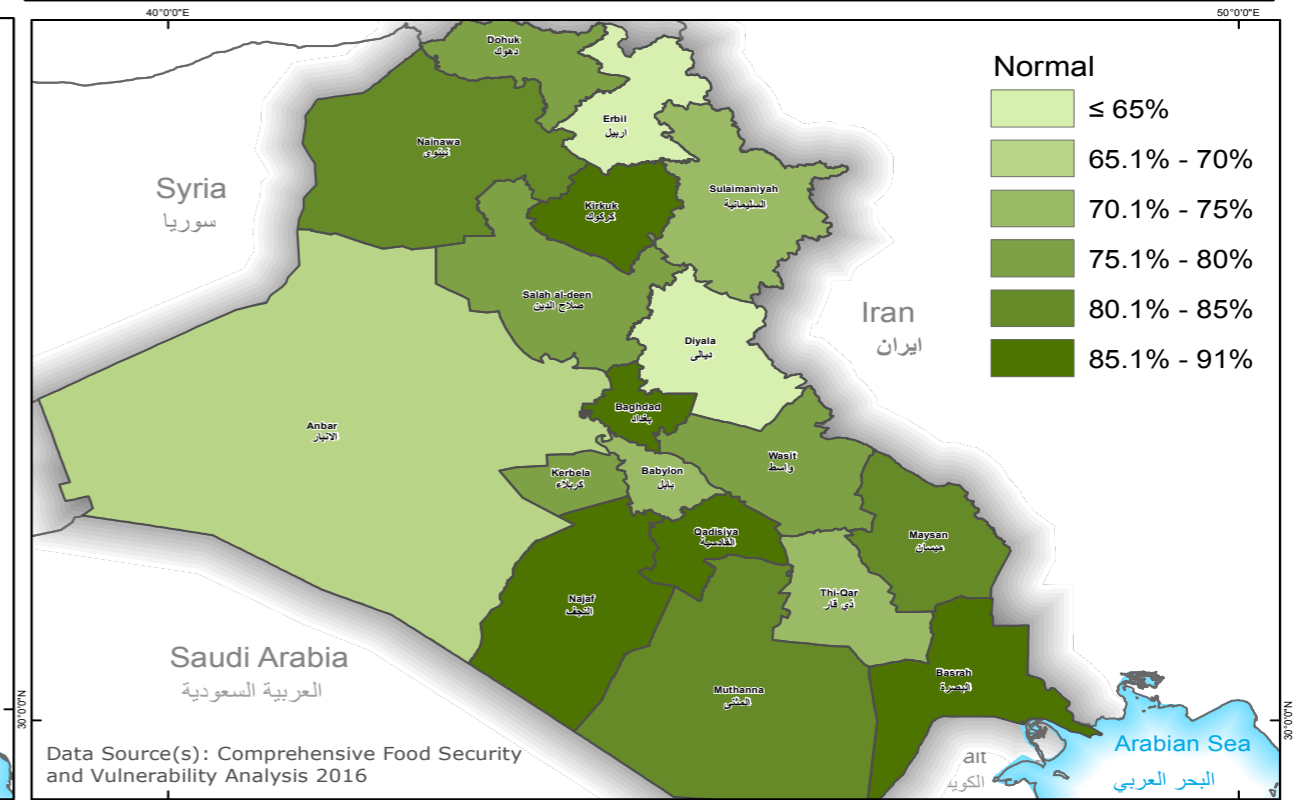 40°0'0"E
50°0'0"E
Normal
≤ 65%
65.1% - 70%
70.1% - 75%
75.1% - 80%
80.1% - 85%
85.1% - 91%
Dohuk
دهوك
Erbil
اربيل
Nainawa
نينوى
Syria
سوريا
Kirkuk
كركوك
Sulaimaniyah
السليمانية
Salah al-deen
صلاح الدين
Iran
ايران
Diyala
ديالى
Baghdad
بغداد
Anbar
الانبار
Wasit
واسط
Kerbela
كربلاء
Babylon
بابل
Qadisiya
القادسية
Maysan
ميسان
Thi-Qar
ذي قار
Najaf
النجف
Saudi Arabia
العربية السعودية
Muthanna
المثنى
Basrah
البصرة
30°0'0"N
30°0'0"N
Arabian Sea
البحر العربي
ait
الكويت
Data Source(s): Comprehensive Food Security
and Vulnerability Analysis 2016